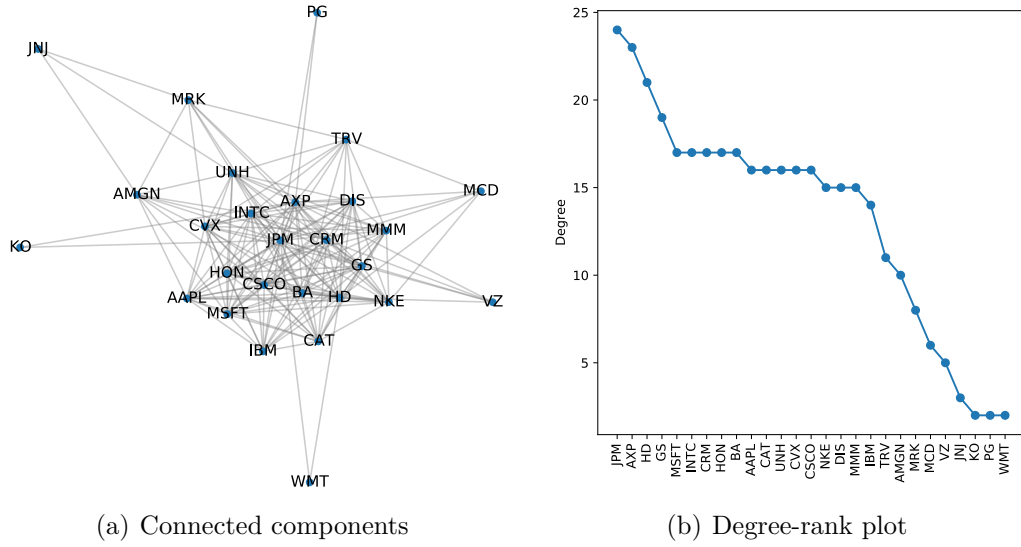 PG
JNJ
MRK
TRV
UNH
AMGN
AXP
DIS
MCD
INTC
CVX
MMM
JPM
CRM
KO
GS
HON
CSCO
AAPL
BA
HD
NKE
VZ
MSFT
CAT
IBM
WMT
(a) Connected components
25
20
15
10
5
Degree
JPM
AXP
HD
GS
MSFT
INTC
CRM
HON
BA
AAPL
CAT
UNH
CVX
CSCO
NKE
DIS
MMM
IBM
TRV
AMGN
MRK
MCD
VZ
JNJ
KO
PG
WMT
(b) Degree-rank plot